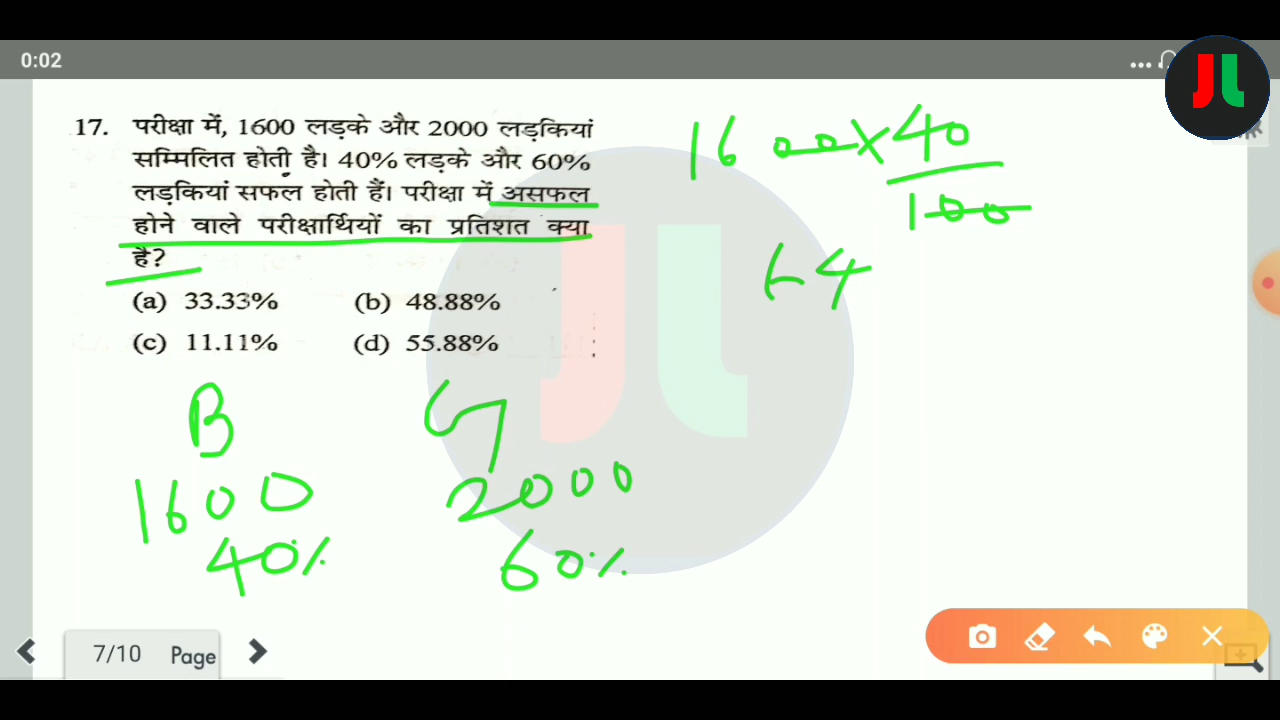 0:02
17. परीक्षा में, 1600 लड़के और 2000 लड़कियां
सम्मिलित होती है। 40% लड़के और 60%
लड़कियां सफल होती हैं। परीक्षा में असफल
होने वाले परीक्षार्थियों का प्रतिशत क्या
है?
(a) 33.33% (b) 48.88%
(c) 11.11% (d) 55.88%
1600 × 40
100
64
B G
1600 2000
40% 60%
7/10 Page
JL